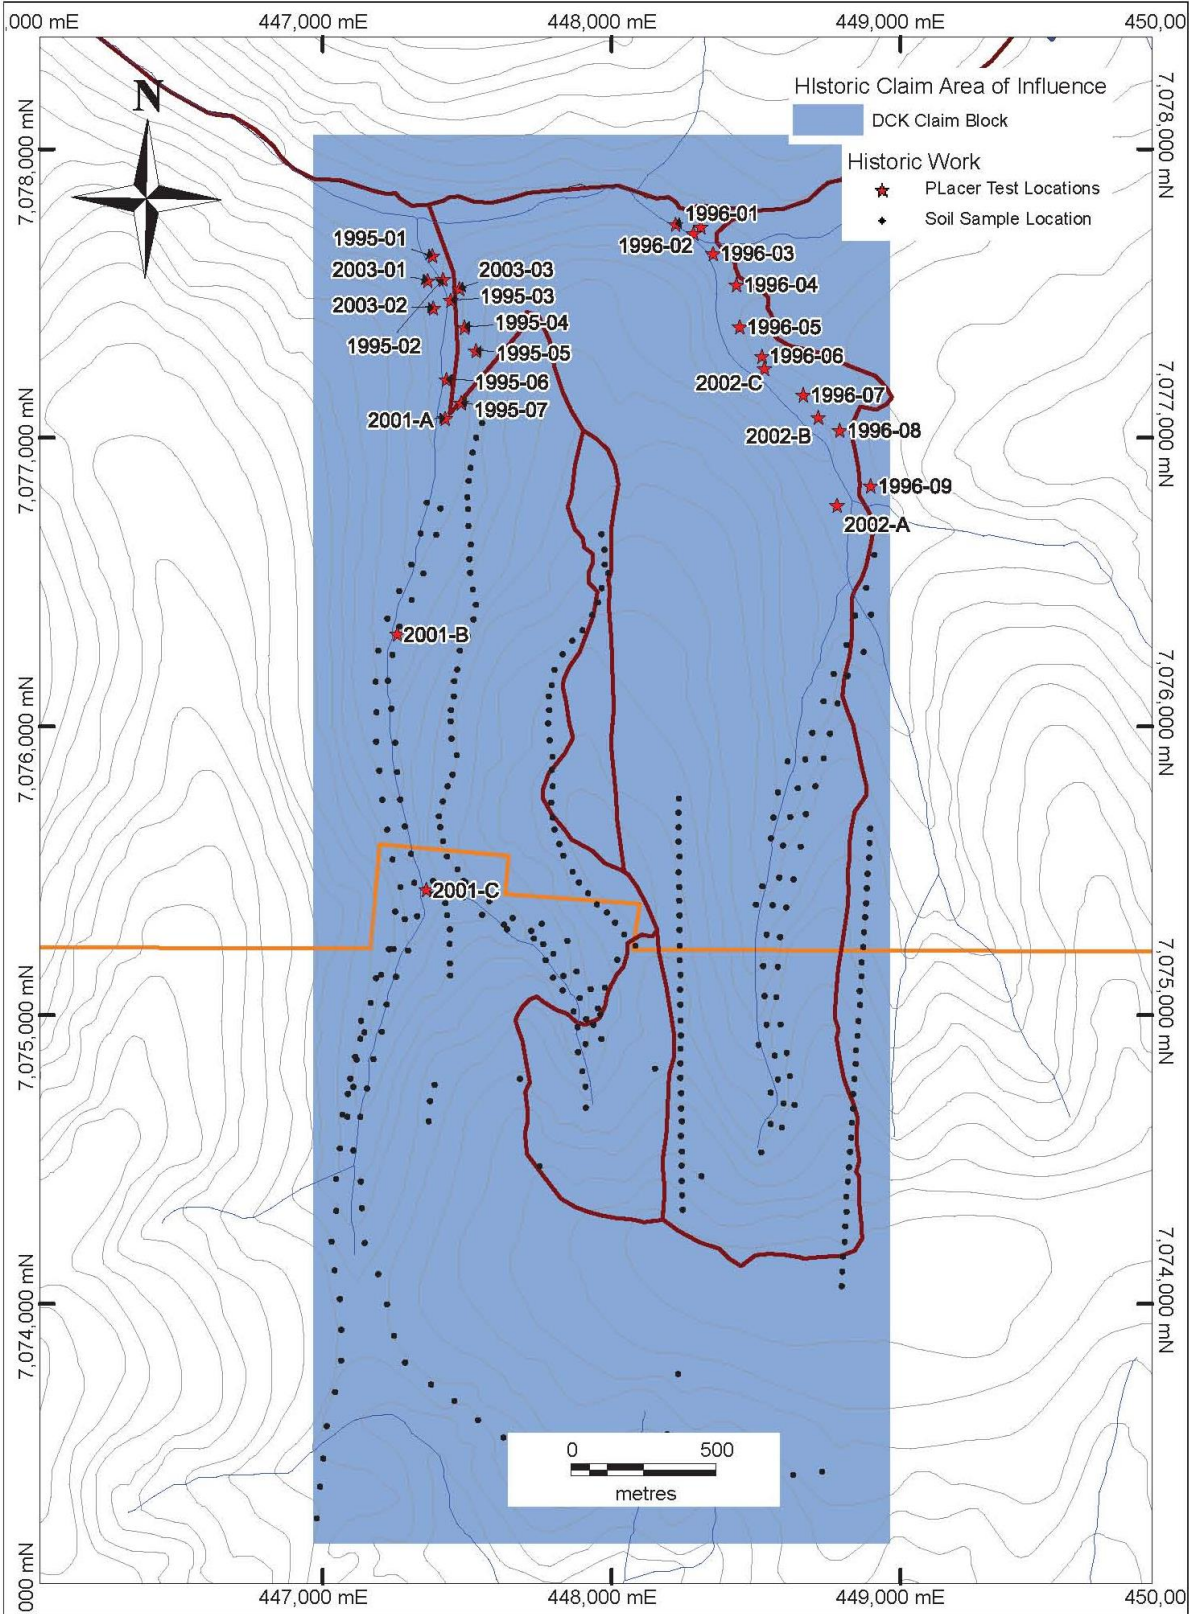 ,000 mE
447,000 mE
448,000 mE
449,000 mE
450,00
N
HIstoric Claim Area of Influence
DCK Claim Block
Historic Work
PLacer Test Locations
Soil Sample Location
7,078,000 mN
7,078,000 mN
1996-01
1995-01
1996-02
1996-03
2003-01
2003-03
1996-04
2003-02
1995-03
1995-04
1996-05
1995-02
1995-05
1996-06
1995-06
2002-C
1996-07
1995-07
2001-A
2002-B
1996-08
7,077,000 mN
7,077,000 mN
1996-09
2002-A
2001-B
7,076,000 mN
7,076,000 mN
2001-C
7,075,000 mN
7,075,000 mN
7,074,000 mN
7,074,000 mN
0
500
metres
000 mN
447,000 mE
448,000 mE
449,000 mE
450,00